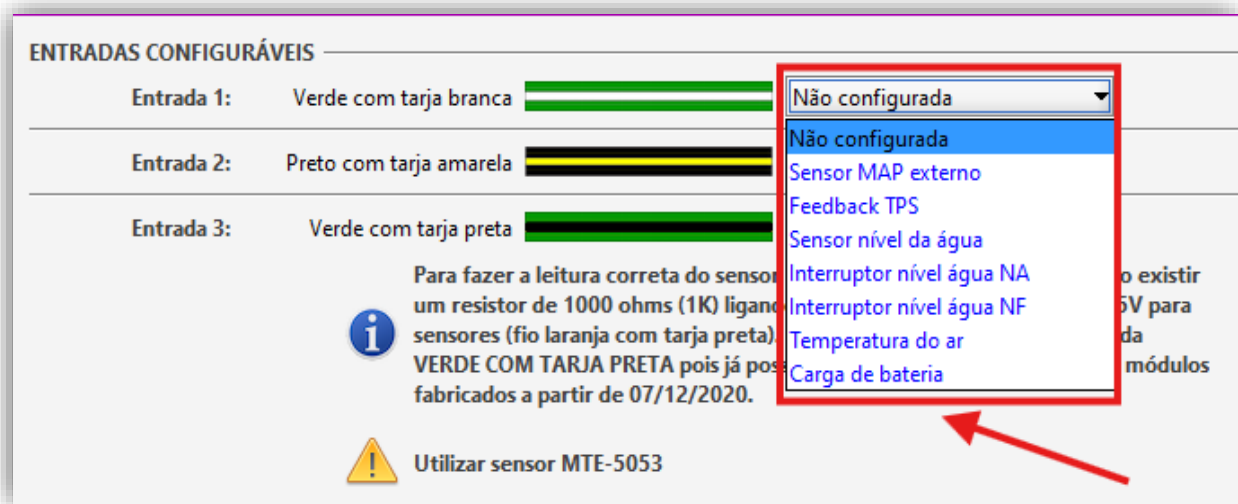 ENTRADAS CONFIGURÁVEIS
Entrada 1: Verde com tarja branca Não configurada
Não configurada
Entrada 2: Preto com tarja amarela
Sensor MAP externo
Feedback TPS
Entrada 3: Verde com tarja preta
Sensor nível da água
Interruptor nível água NA
Interruptor nível água NF
Temperatura do ar
Carga de bateria
Para fazer a leitura correta do sensor o existir
um resistor de 1000 ohms (1K) 5V para
sensores (fio laranja com tarja preta). da
VERDE COM TARJA PRETA pois já módulos
fabricados a partir de 07/12/2020.
Utilizar sensor MTE-5053